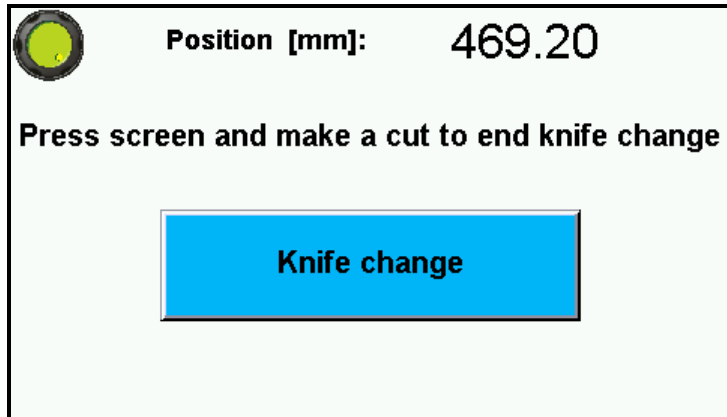 Position [mm]: 469.20
Press screen and make a cut to end knife change
Knife change